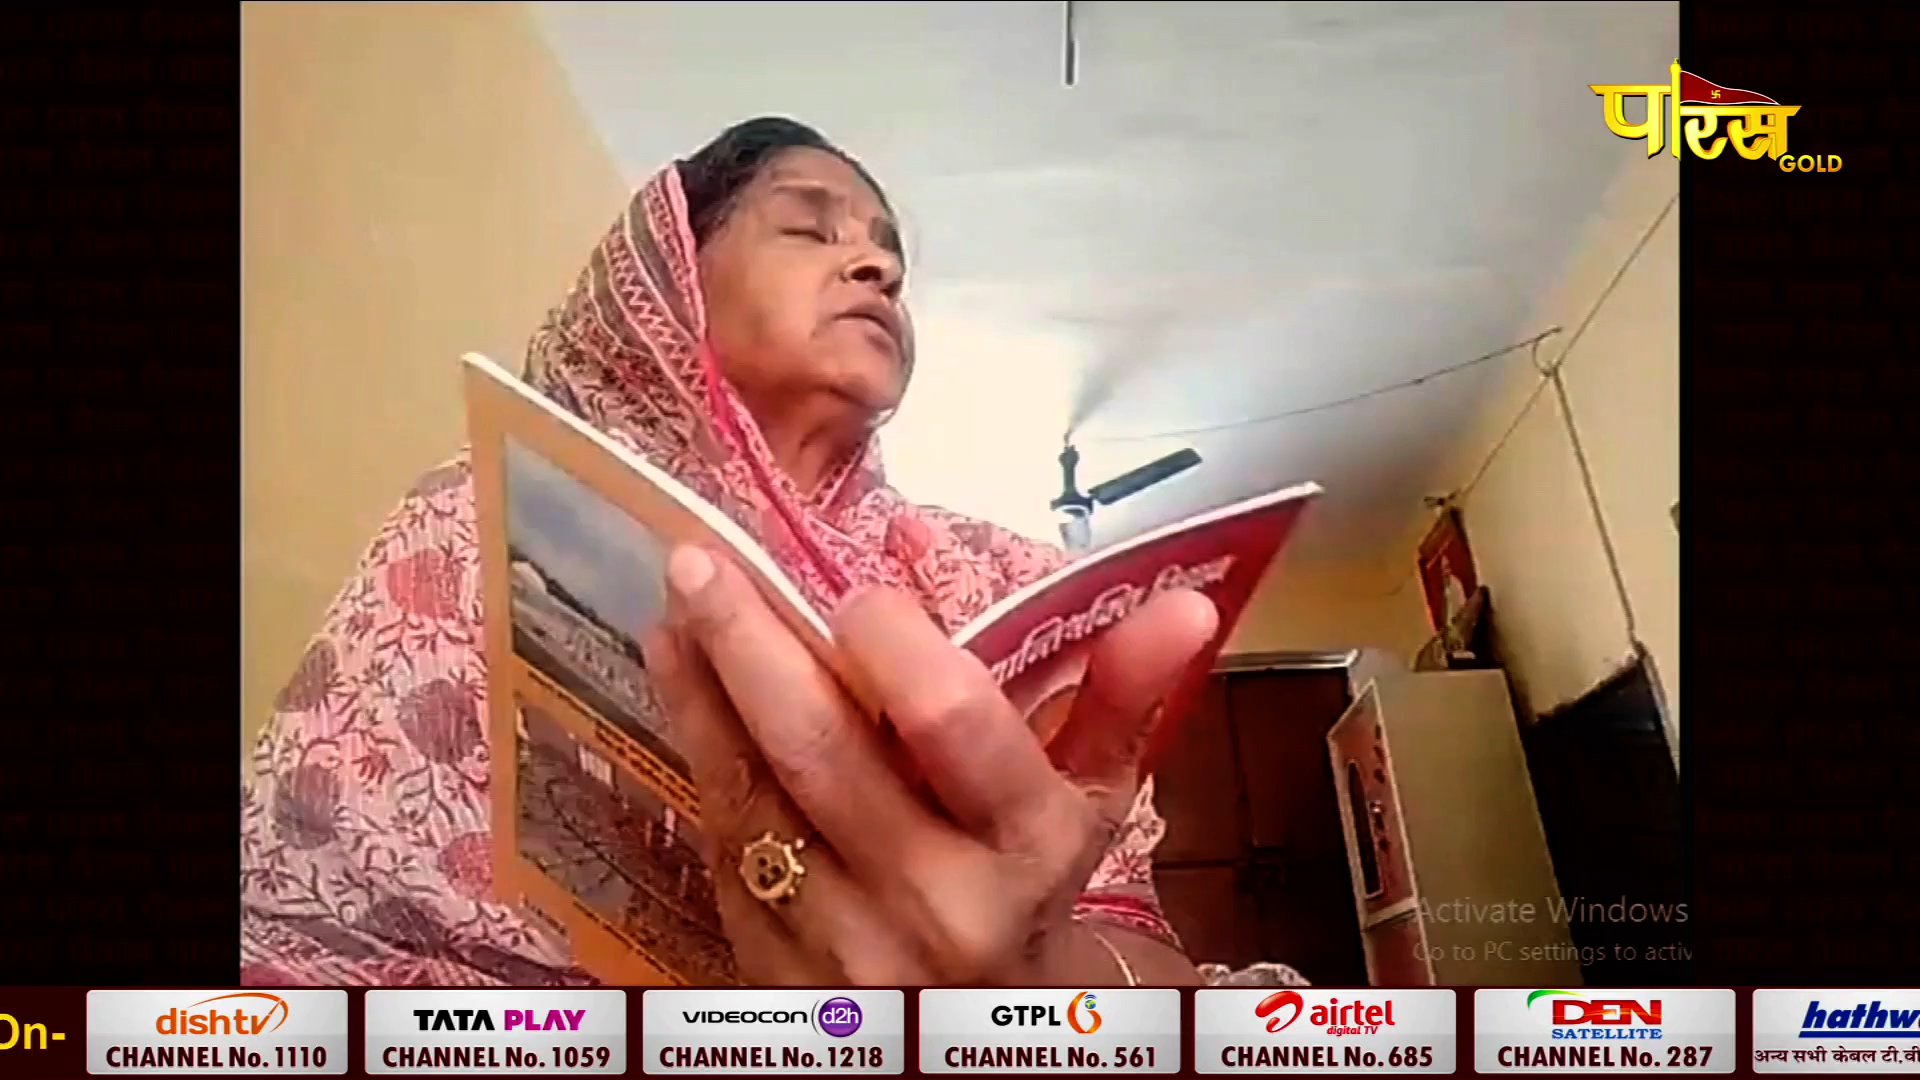 पारस
GOLD
Activate Windows
Go to PC settings to activ
On-
dishtv
CHANNEL No. 1110
TATA PLAY
CHANNEL No. 1059
VIDEOCON d2h
CHANNEL No. 1218
GTPL
CHANNEL No. 561
airtel
digital TV
CHANNEL No. 685
DEN
SATELLITE
CHANNEL No. 287
hathw
अन्य सभी केबल टी.वी